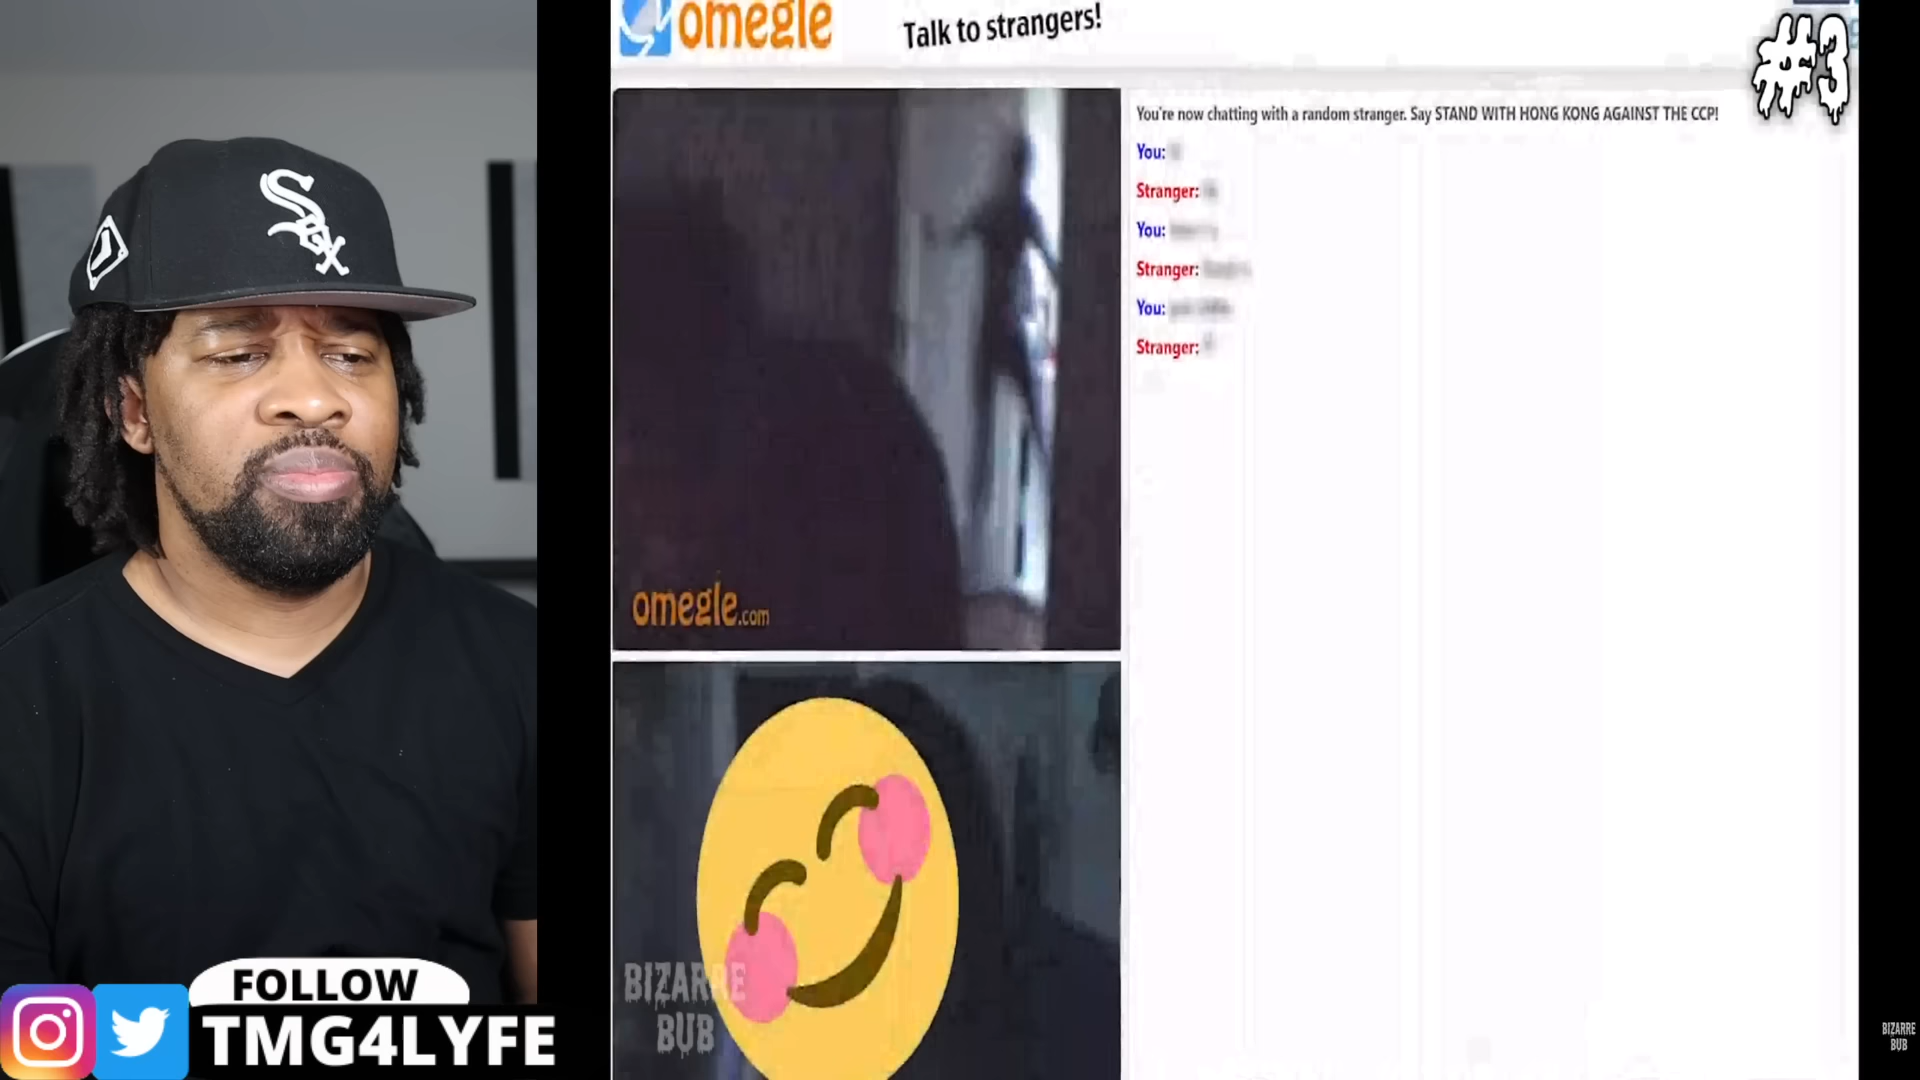 omegle
Talk to strangers!
#3
You're now chatting with a random stranger. Say STAND WITH HONG KONG AGAINST THE CCP!
You:
Stranger:
You:
Stranger:
You:
Stranger:
omegle.com
Sox
BIZARRE
BUB
FOLLOW
TMG4LYFE
BIZARRE
BUB